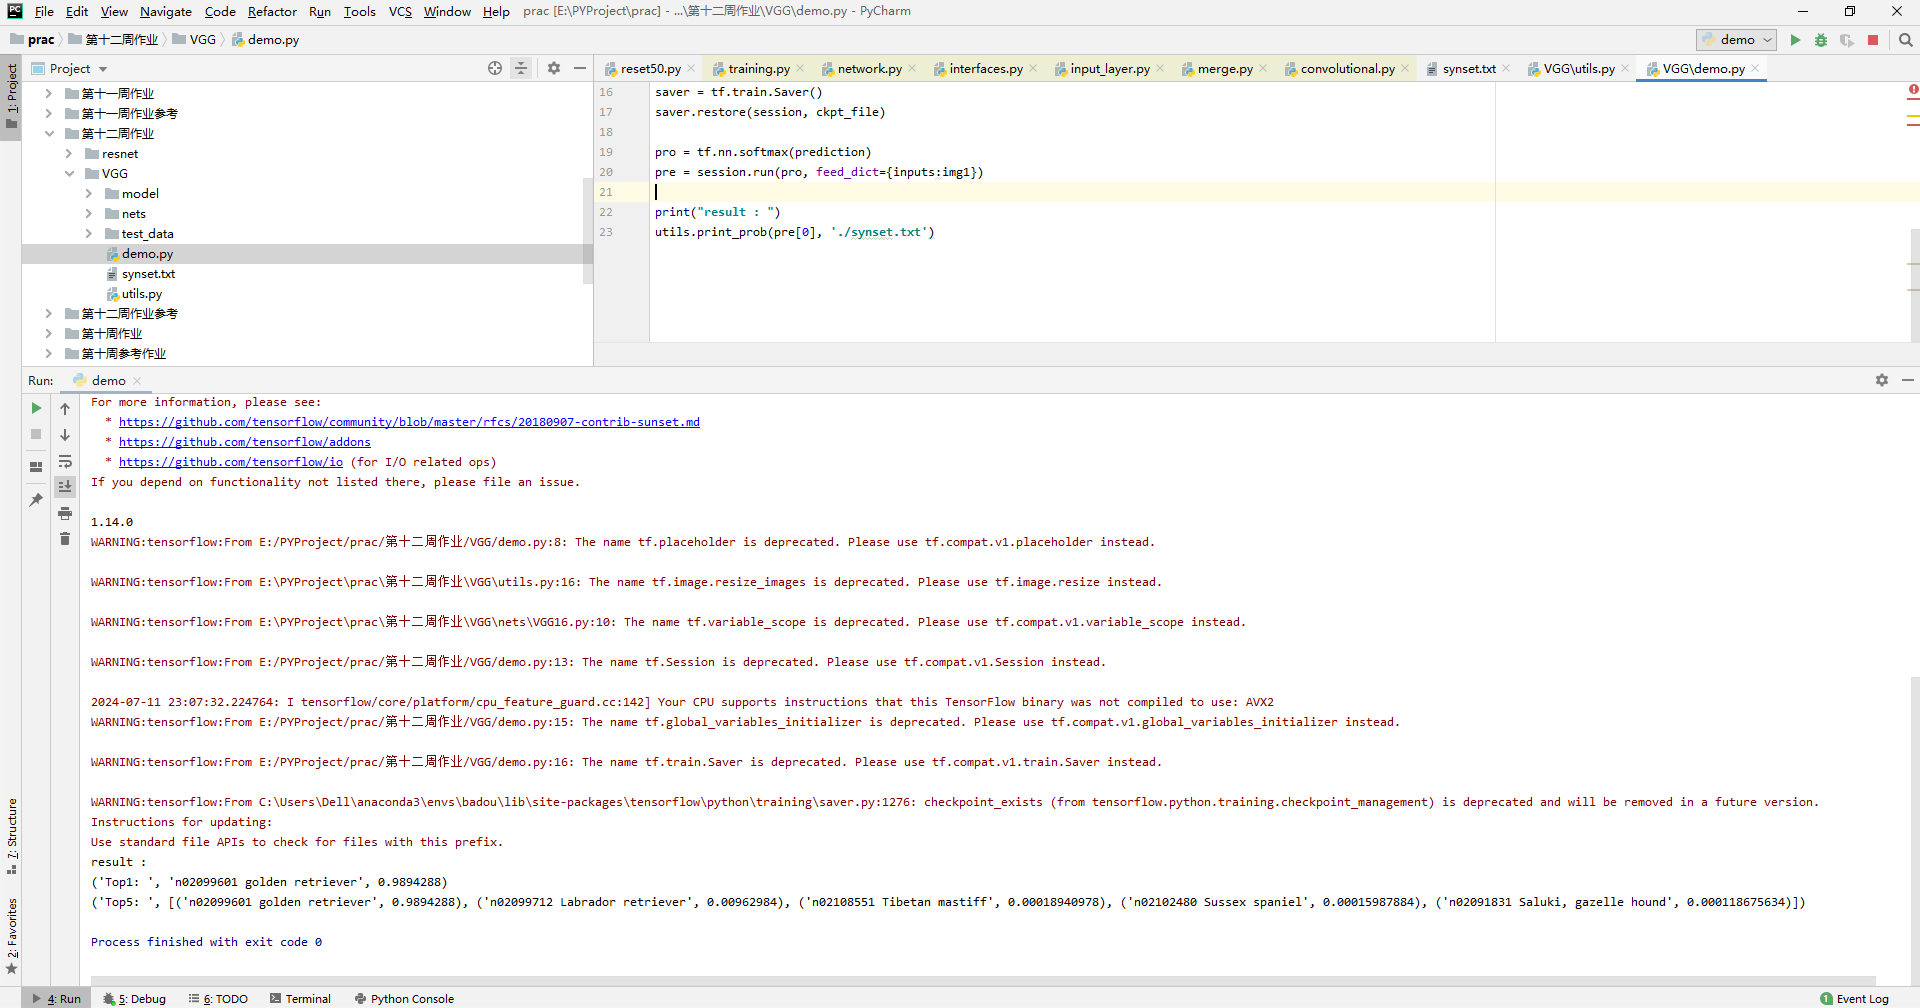 PC File Edit View Navigate Code Refactor Run Tools VCS Window Help prac [E:\PYProject\prac] - ...\第十二周作业\VGG\demo.py - PyCharm
prac 第十二周作业 VGG demo.py demo
1: Project
Project
reset50.py training.py network.py interfaces.py input_layer.py merge.py convolutional.py synset.txt VGG\utils.py VGG\demo.py
第十一周作业
第十一周作业参考
第十二周作业
resnet
VGG
model
nets
test_data
demo.py
synset.txt
utils.py
第十二周作业参考
第十周作业
第十周参考作业
16 saver = tf.train.Saver()
17 saver.restore(session, ckpt_file)
18
19 pro = tf.nn.softmax(prediction)
20 pre = session.run(pro, feed_dict={inputs:img1})
21
22 print("result : ")
23 utils.print_prob(pre[0], './synset.txt')
Run: demo
For more information, please see:
* https://github.com/tensorflow/community/blob/master/rfcs/20180907-contrib-sunset.md
* https://github.com/tensorflow/addons
* https://github.com/tensorflow/io (for I/O related ops)
If you depend on functionality not listed there, please file an issue.
1.14.0
WARNING:tensorflow:From E:/PYProject/prac/第十二周作业/VGG/demo.py:8: The name tf.placeholder is deprecated. Please use tf.compat.v1.placeholder instead.
WARNING:tensorflow:From E:\PYProject\prac\第十二周作业\VGG\utils.py:16: The name tf.image.resize_images is deprecated. Please use tf.image.resize instead.
WARNING:tensorflow:From E:\PYProject\prac\第十二周作业\VGG\nets\VGG16.py:10: The name tf.variable_scope is deprecated. Please use tf.compat.v1.variable_scope instead.
WARNING:tensorflow:From E:/PYProject/prac/第十二周作业/VGG/demo.py:13: The name tf.Session is deprecated. Please use tf.compat.v1.Session instead.
2024-07-11 23:07:32.224764: I tensorflow/core/platform/cpu_feature_guard.cc:142] Your CPU supports instructions that this TensorFlow binary was not compiled to use: AVX2
WARNING:tensorflow:From E:/PYProject/prac/第十二周作业/VGG/demo.py:15: The name tf.global_variables_initializer is deprecated. Please use tf.compat.v1.global_variables_initializer instead.
WARNING:tensorflow:From E:/PYProject/prac/第十二周作业/VGG/demo.py:16: The name tf.train.Saver is deprecated. Please use tf.compat.v1.train.Saver instead.
WARNING:tensorflow:From C:\Users\Dell\anaconda3\envs\badou\lib\site-packages\tensorflow\python\training\saver.py:1276: checkpoint_exists (from tensorflow.python.training.checkpoint_management) is deprecated and will be removed in a future version.
Instructions for updating:
Use standard file APIs to check for files with this prefix.
result :
('Top1: ', 'n02099601 golden retriever', 0.9894288)
('Top5: ', [('n02099601 golden retriever', 0.9894288), ('n02099712 Labrador retriever', 0.00962984), ('n02108551 Tibetan mastiff', 0.00018940978), ('n02102480 Sussex spaniel', 0.00015987884), ('n02091831 Saluki, gazelle hound', 0.000118675634)])
Process finished with exit code 0
7: Structure
2: Favorites
4: Run 5: Debug 6: TODO Terminal Python Console 1 Event Log